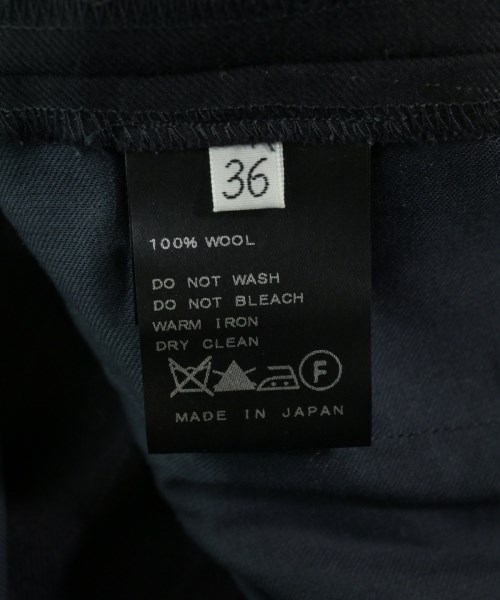 36
100% WOOL
DO NOT WASH
DO NOT BLEACH
WARM IRON
DRY CLEAN
F
MADE IN JAPAN